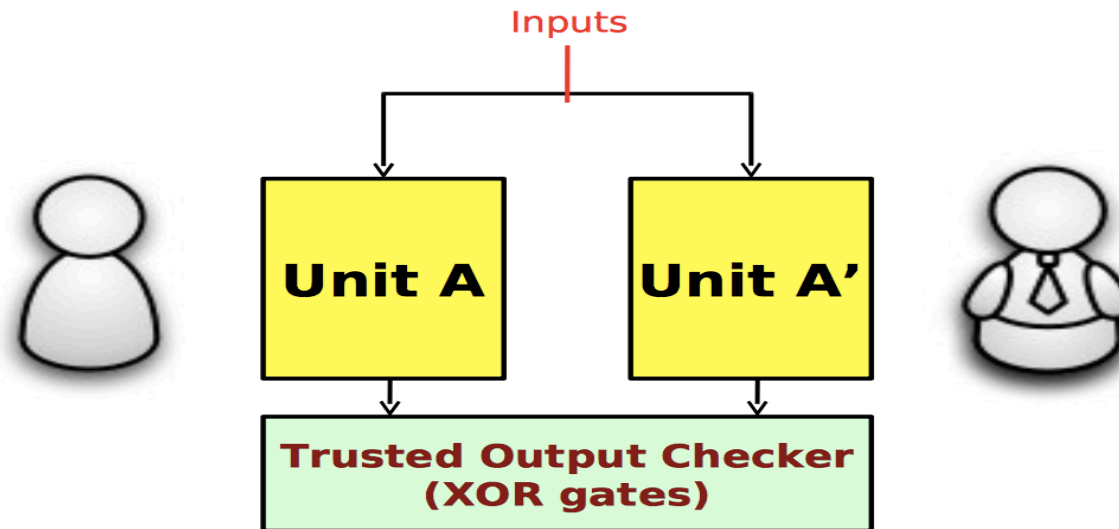 Inputs
Unit A
Unit A’
Trusted Output Checker
(XOR gates)